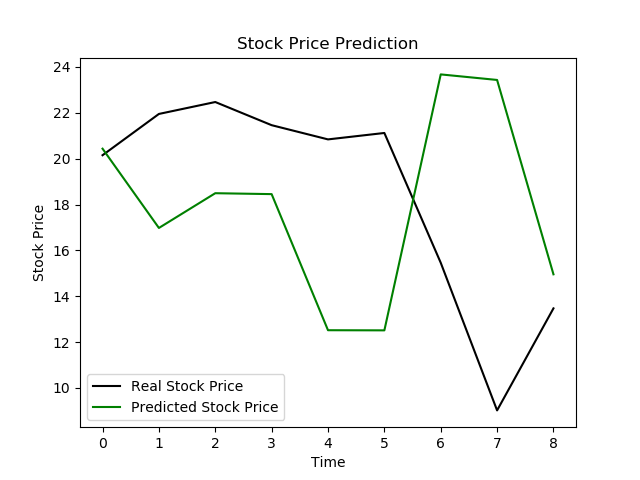 Stock Price Prediction
24
22
20
18
16
14
12
10
Stock Price
Real Stock Price
Predicted Stock Price
0 1 2 3 4 5 6 7 8
Time